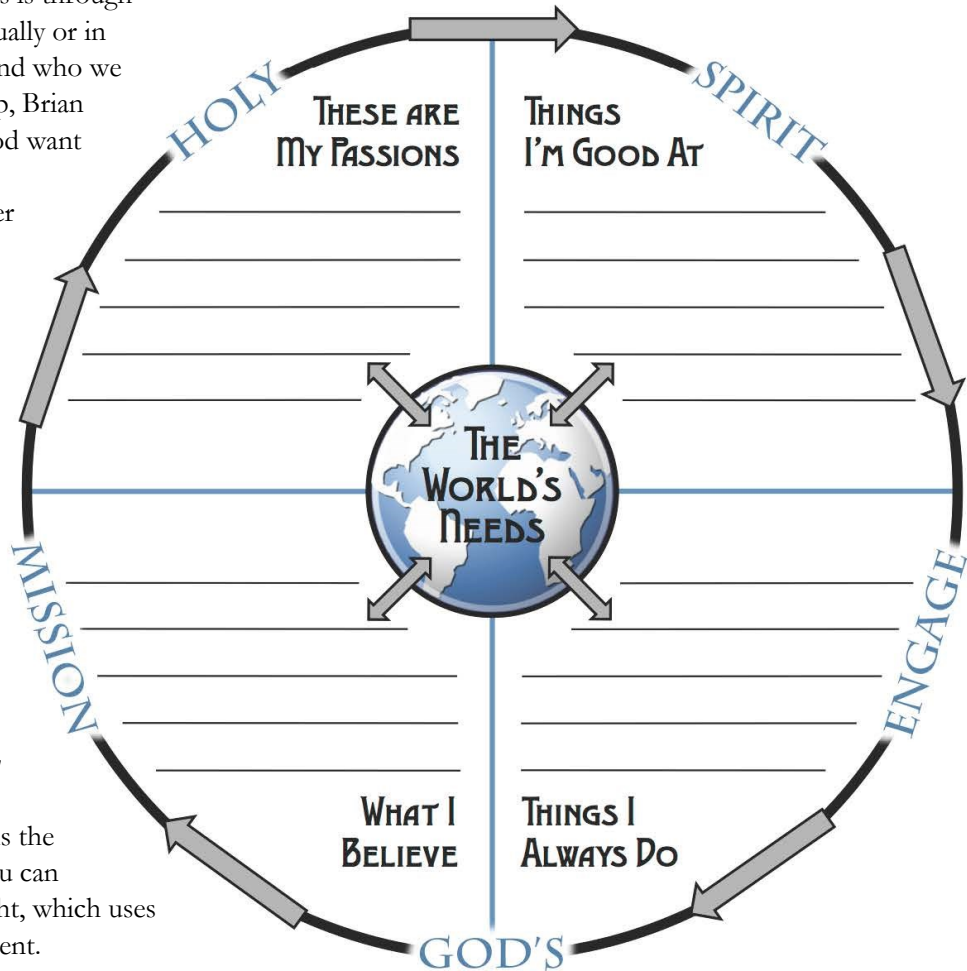 s is through
ually or in
nd who we
p, Brian
od want
er
s the
u can
ht, which uses
ent.
HOLY
SPIRIT
ENGAGE
GOD'S
MISSION
THESE ARE
MY PASSIONS
THINGS
I'M GOOD AT
THE
WORLD'S
NEEDS
WHAT I
BELIEVE
THINGS I
ALWAYS DO